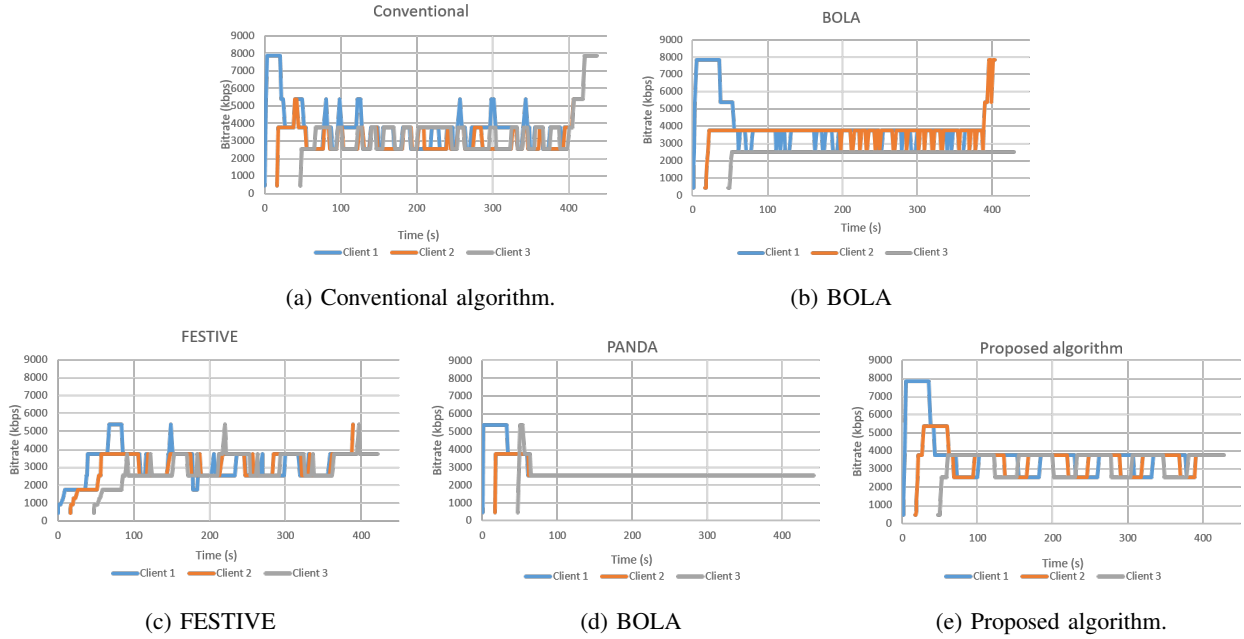 Conventional
9000
8000
7000
6000
5000
4000
3000
2000
1000
0
Bitrate (kbps)
0 100 200 300 400
Time (s)
Client 1 Client 2 Client 3
(a) Conventional algorithm.
BOLA
9000
8000
7000
6000
5000
4000
3000
2000
1000
0
Bitrate (kbps)
0 100 200 300 400
Time (s)
Client 1 Client 2 Client 3
(b) BOLA
FESTIVE
9000
8000
7000
6000
5000
4000
3000
2000
1000
0
Bitrate (kbps)
0 100 200 300 400
Time (s)
Client 1 Client 2 Client 3
(c) FESTIVE
PANDA
9000
8000
7000
6000
5000
4000
3000
2000
1000
0
Bitrate (kbps)
0 100 200 300 400
Time (s)
Client 1 Client 2 Client 3
(d) BOLA
Proposed algorithm
9000
8000
7000
6000
5000
4000
3000
2000
1000
0
Bitrate (kbps)
0 100 200 300 400
Time (s)
Client 1 Client 2 Client 3
(e) Proposed algorithm.